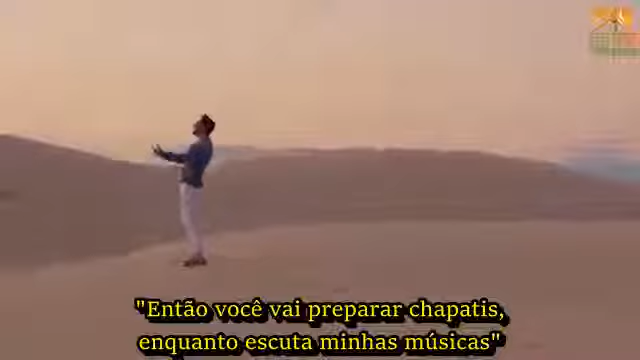 "Então você vai preparar chapatis,
enquanto escuta minhas músicas"